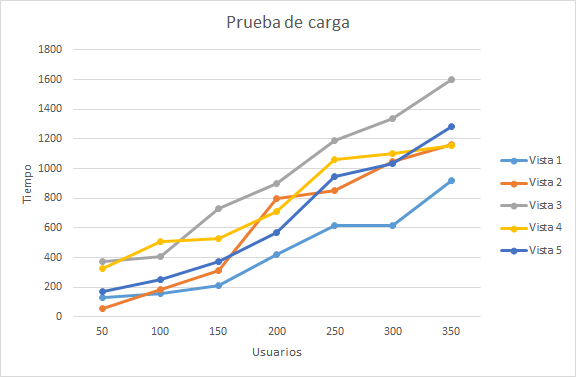 Prueba de carga
1800
1600
1400
1200
1000
800
600
400
200
0
Tiempo
50 100 150 200 250 300 350
Usuarios
Vista 1
Vista 2
Vista 3
Vista 4
Vista 5